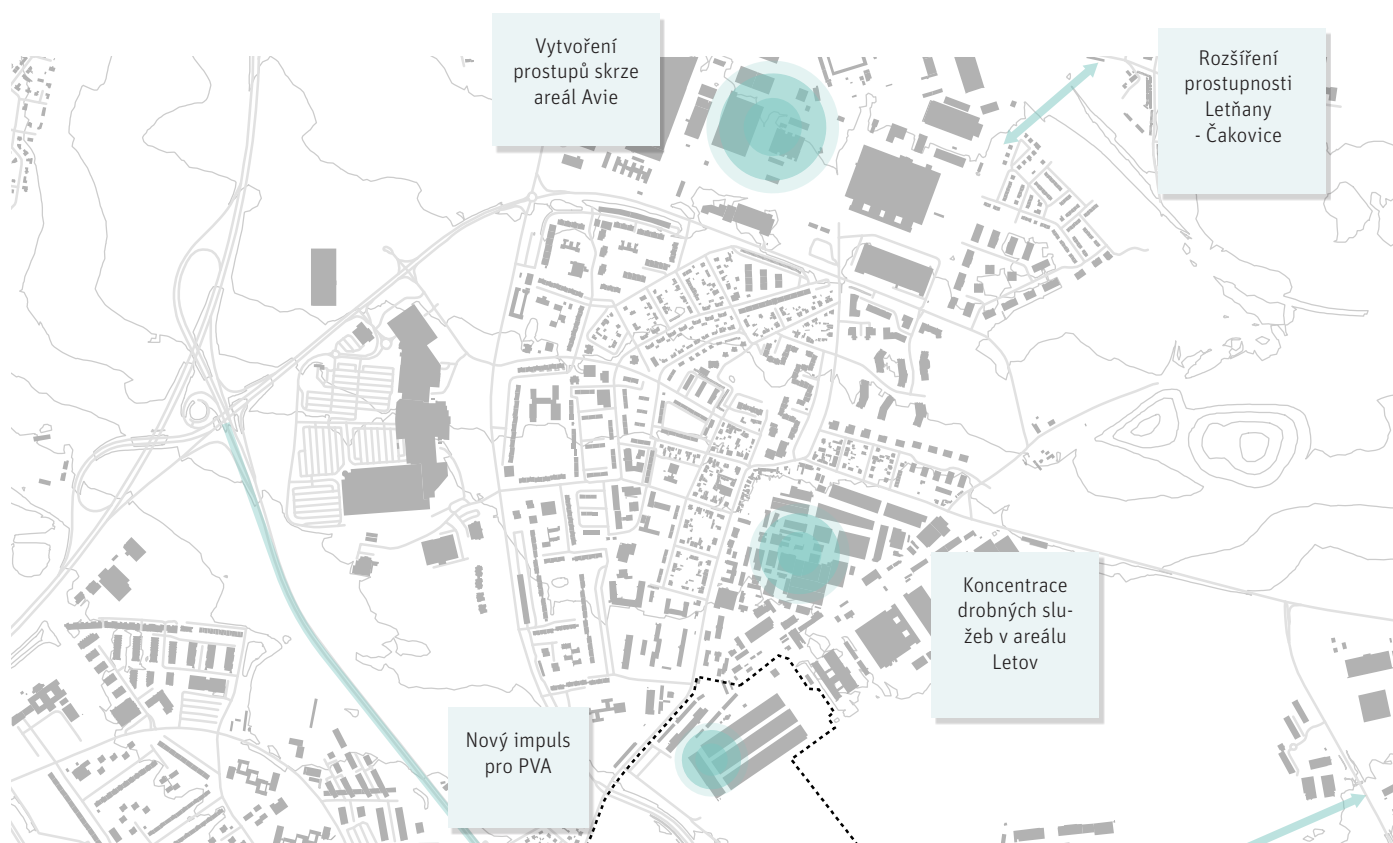 Vytvoření
prostupů skrze
areál Avie
Rozšíření
prostupnosti
Letňany
- Čakovice
Koncentrace
drobných slu-
žeb v areálu
Letov
Nový impuls
pro PVA